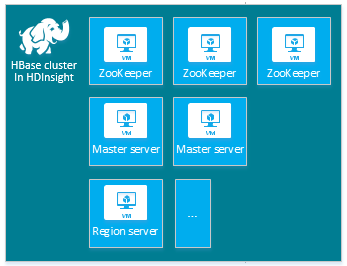 HBase cluster
In HDInsight
VM
ZooKeeper
VM
ZooKeeper
VM
ZooKeeper
VM
Master server
VM
Master server
VM
Region server
...